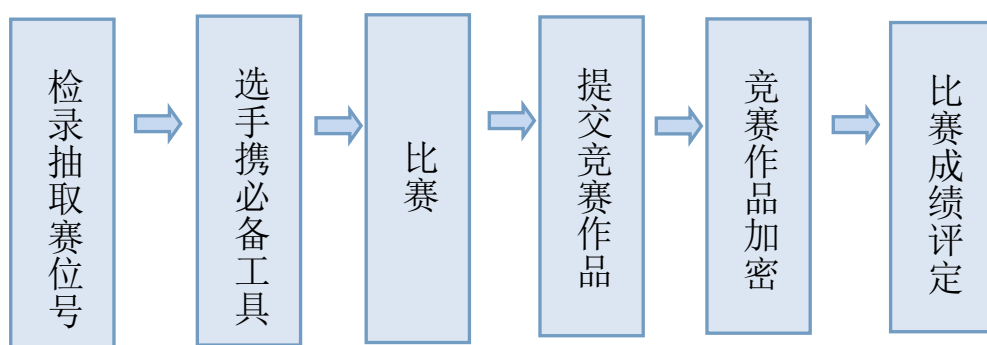 检录抽取赛位号
选手携必备工具
比赛
提交竞赛作品
竞赛作品加密
比赛成绩评定